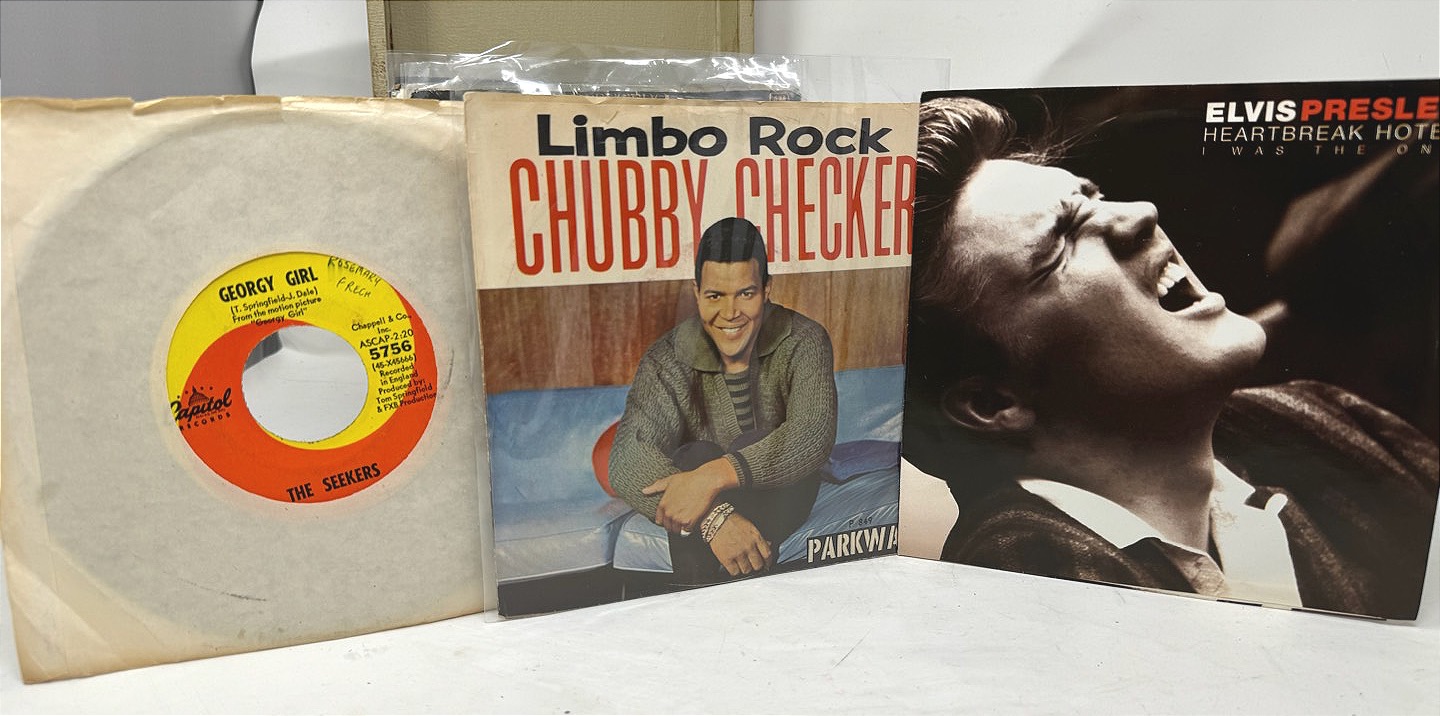 GEORGY GIRL
(T. Springfield-J. Dale)
From the motion picture
"Georgy Girl"
ROSEMARY
FRECH
Chappell & Co.,
Inc.
ASCAP-2:20
5756
(45-X45666)
Recorded
in England
Produced by:
Tom Springfield
& FXB Production
Capitol
RECORDS
THE SEEKERS
Limbo Rock
CHUBBY CHECKER
P 849
PARKWA
ELVIS PRESLE
HEARTBREAK HOTE
I WAS THE ON